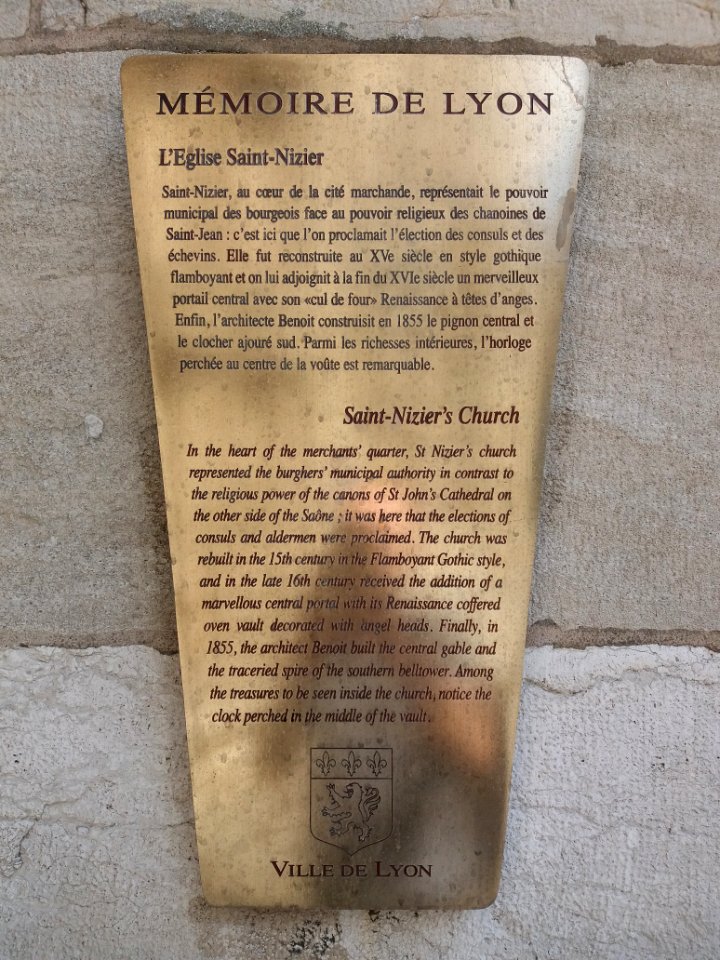 MÉMOIRE DE LYON
L'Eglise Saint-Nizier
Saint-Nizier, au cœur de la cité marchande, représentait le pouvoir
municipal des bourgeois face au pouvoir religieux des chanoines de
Saint-Jean : c'est ici que l'on proclamait l'élection des consuls et des
échevins. Elle fut reconstruite au XVe siècle en style gothique
flamboyant et on lui adjoignit à la fin du XVIe siècle un merveilleux
portail central avec son «cul de four» Renaissance à têtes d'anges.
Enfin, l'architecte Benoit construisit en 1855 le pignon central et
le clocher ajouré sud. Parmi les richesses intérieures, l'horloge
perchée au centre de la voûte est remarquable.
Saint-Nizier's Church
In the heart of the merchants' quarter, St Nizier's church
represented the burghers' municipal authority in contrast to
the religious power of the canons of St John's Cathedral on
the other side of the Saône ; it was here that the elections of
consuls and aldermen were proclaimed. The church was
rebuilt in the 15th century in the Flamboyant Gothic style,
and in the late 16th century received the addition of a
marvellous central portal with its Renaissance coffered
oven vault decorated with angel heads. Finally, in
1855, the architect Benoit built the central gable and
the traceried spire of the southern belltower. Among
the treasures to be seen inside the church, notice the
clock perched in the middle of the vault.
VILLE DE LYON